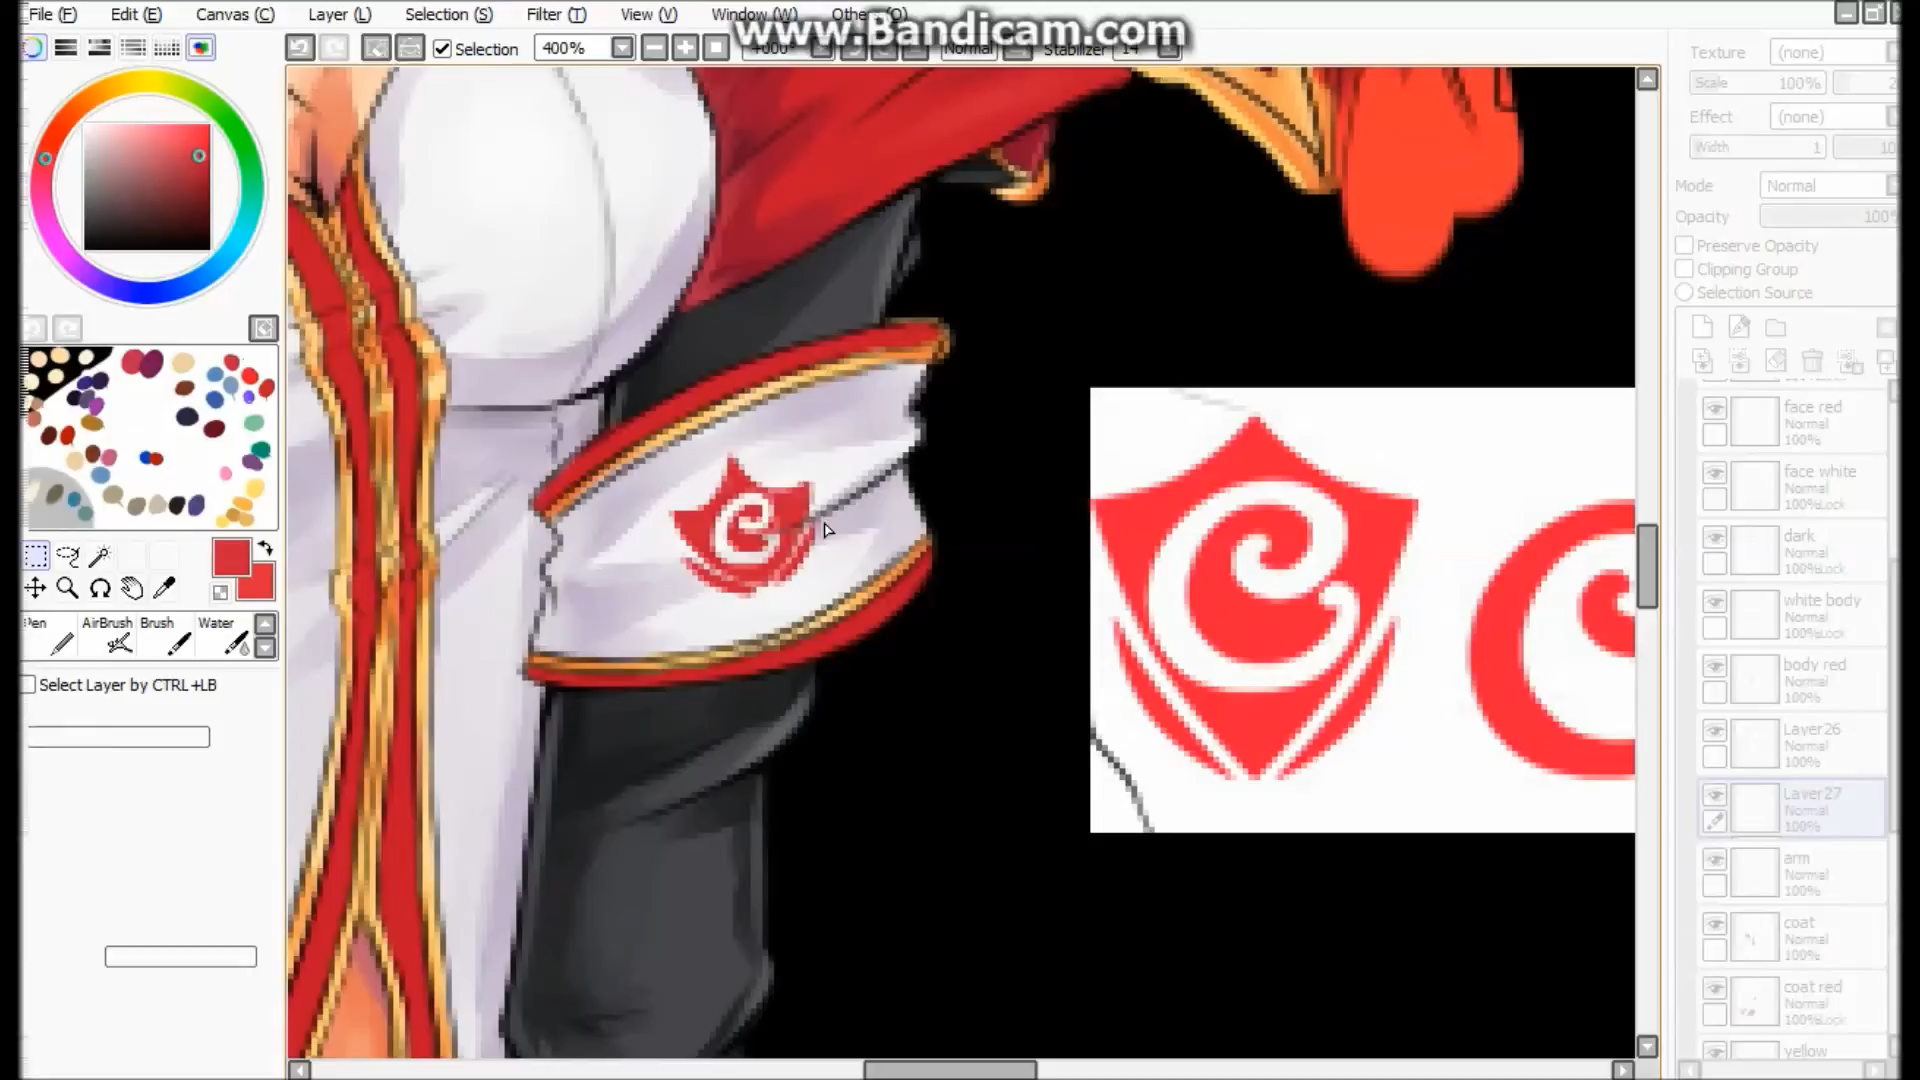 File (F) Edit (E) Canvas (C) Layer (L) Selection (S) Filter (T) View (V) Window (W) Others (O)
www.Bandicam.com
Selection 400% +000° Normal Stabilizer 14
Texture (none)
Scale 100%
Effect (none)
Width 1
Mode Normal
Opacity 100%
Preserve Opacity
Clipping Group
Selection Source
Pen AirBrush Brush Water
Select Layer by CTRL+LB
face red
Normal
100%
face white
Normal
100%Lock
dark
Normal
100%Lock
white body
Normal
100%Lock
body red
Normal
100%
Layer26
Normal
100%
Layer27
Normal
100%
arm
Normal
100%
coat
Normal
100%
coat red
Normal
100%Lock
yellow